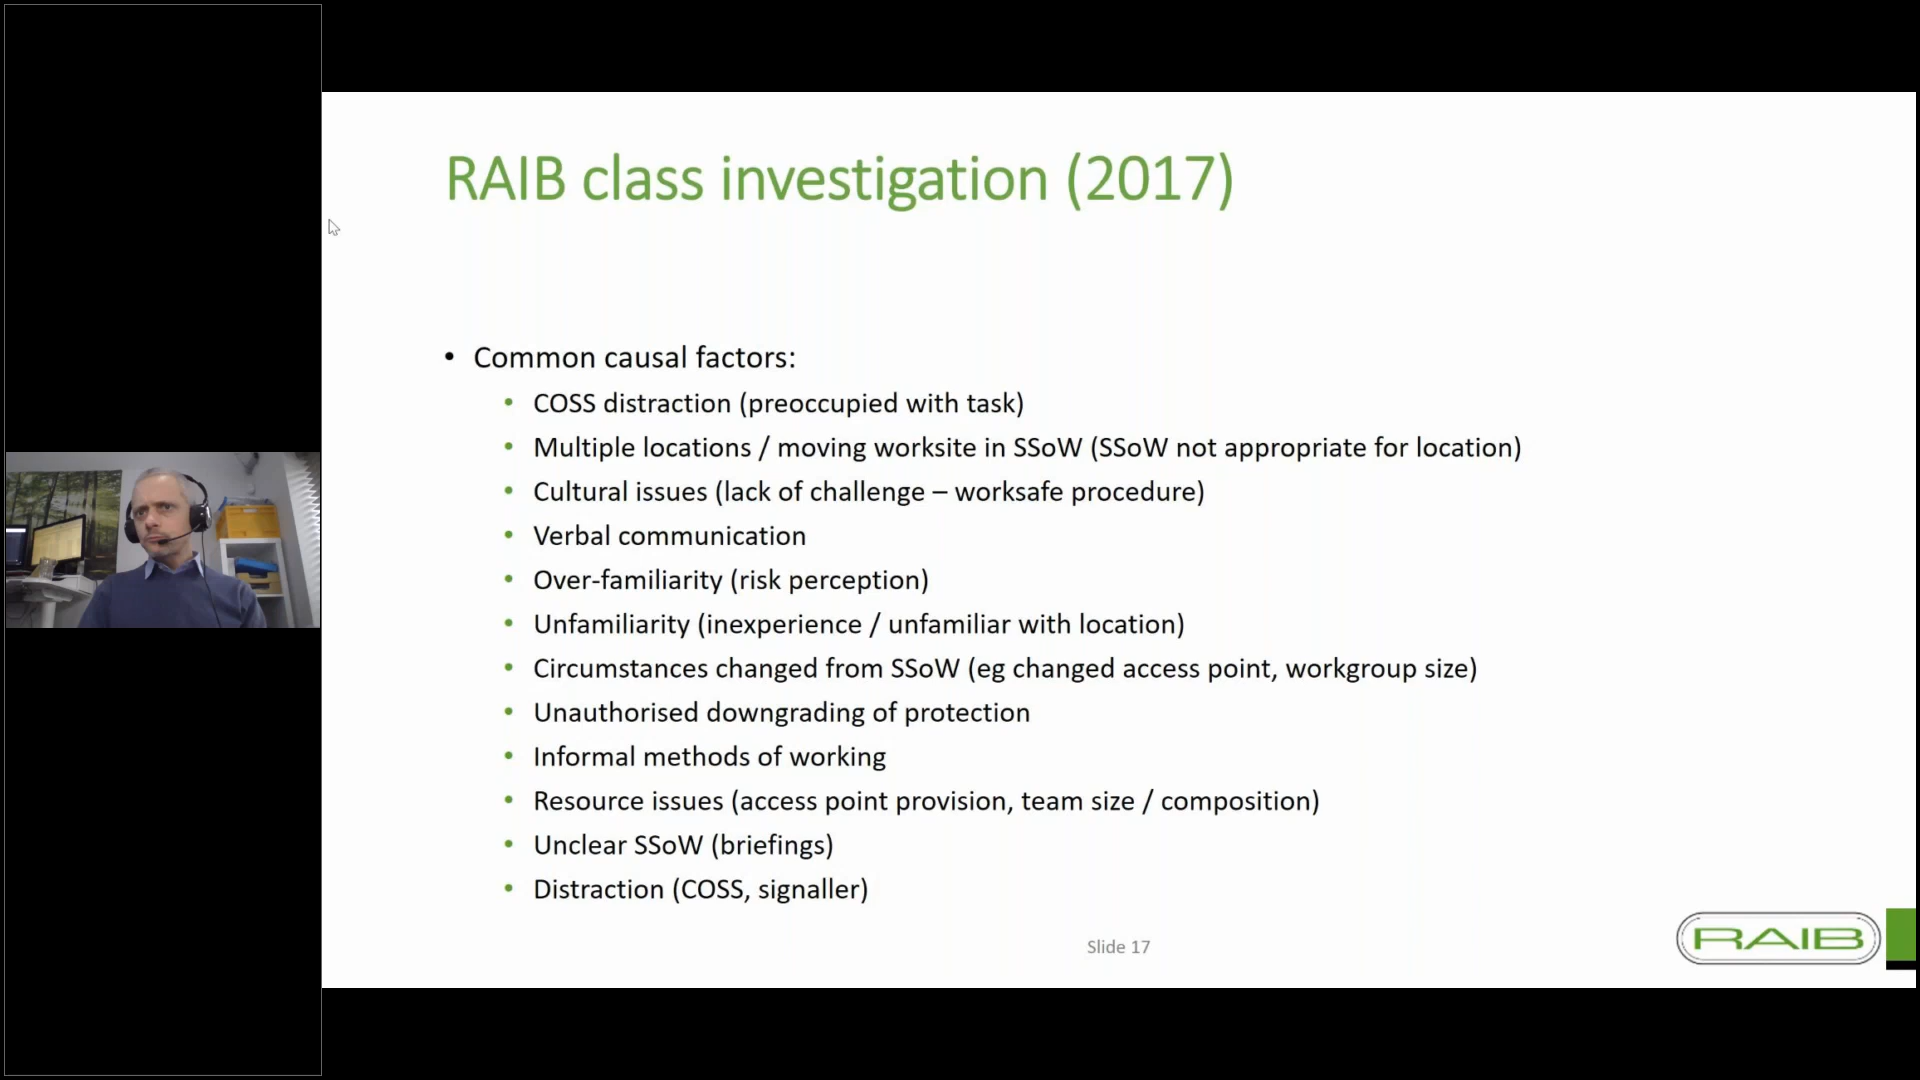 RAIB class investigation (2017)
• Common causal factors:
• COSS distraction (preoccupied with task)
• Multiple locations / moving worksite in SSoW (SSoW not appropriate for location)
• Cultural issues (lack of challenge – worksafe procedure)
• Verbal communication
• Over-familiarity (risk perception)
• Unfamiliarity (inexperience / unfamiliar with location)
• Circumstances changed from SSoW (eg changed access point, workgroup size)
• Unauthorised downgrading of protection
• Informal methods of working
• Resource issues (access point provision, team size / composition)
• Unclear SSoW (briefings)
• Distraction (COSS, signaller)
Slide 17
RAIB